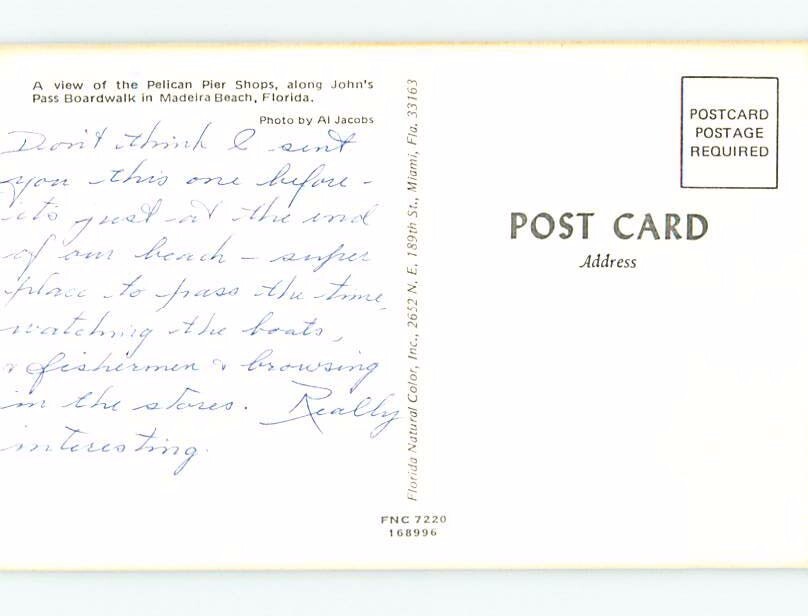 A view of the Pelican Pier Shops, along John's
Pass Boardwalk in Madeira Beach, Florida.
Photo by Al Jacobs
Don't think I sent
you this one before -
it's just at the end
of our beach - super
place to pass the time,
watching the boats,
& fishermen & browsing
in the stores. Really
interesting.
Florida Natural Color, Inc., 2652 N. E. 189th St., Miami, Fla. 33163
FNC 7220
168996
POSTCARD
POSTAGE
REQUIRED
POST CARD
Address